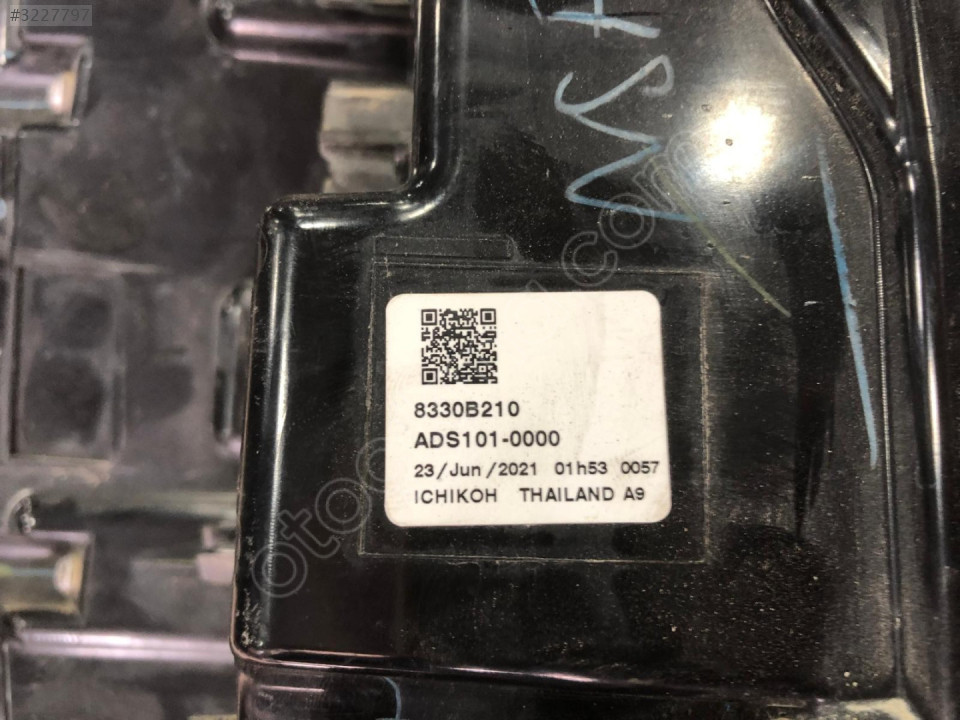 #3227797
8330B210
ADS101-0000
23/Jun/2021 01h53 0057
ICHIKOH THAILAND A9